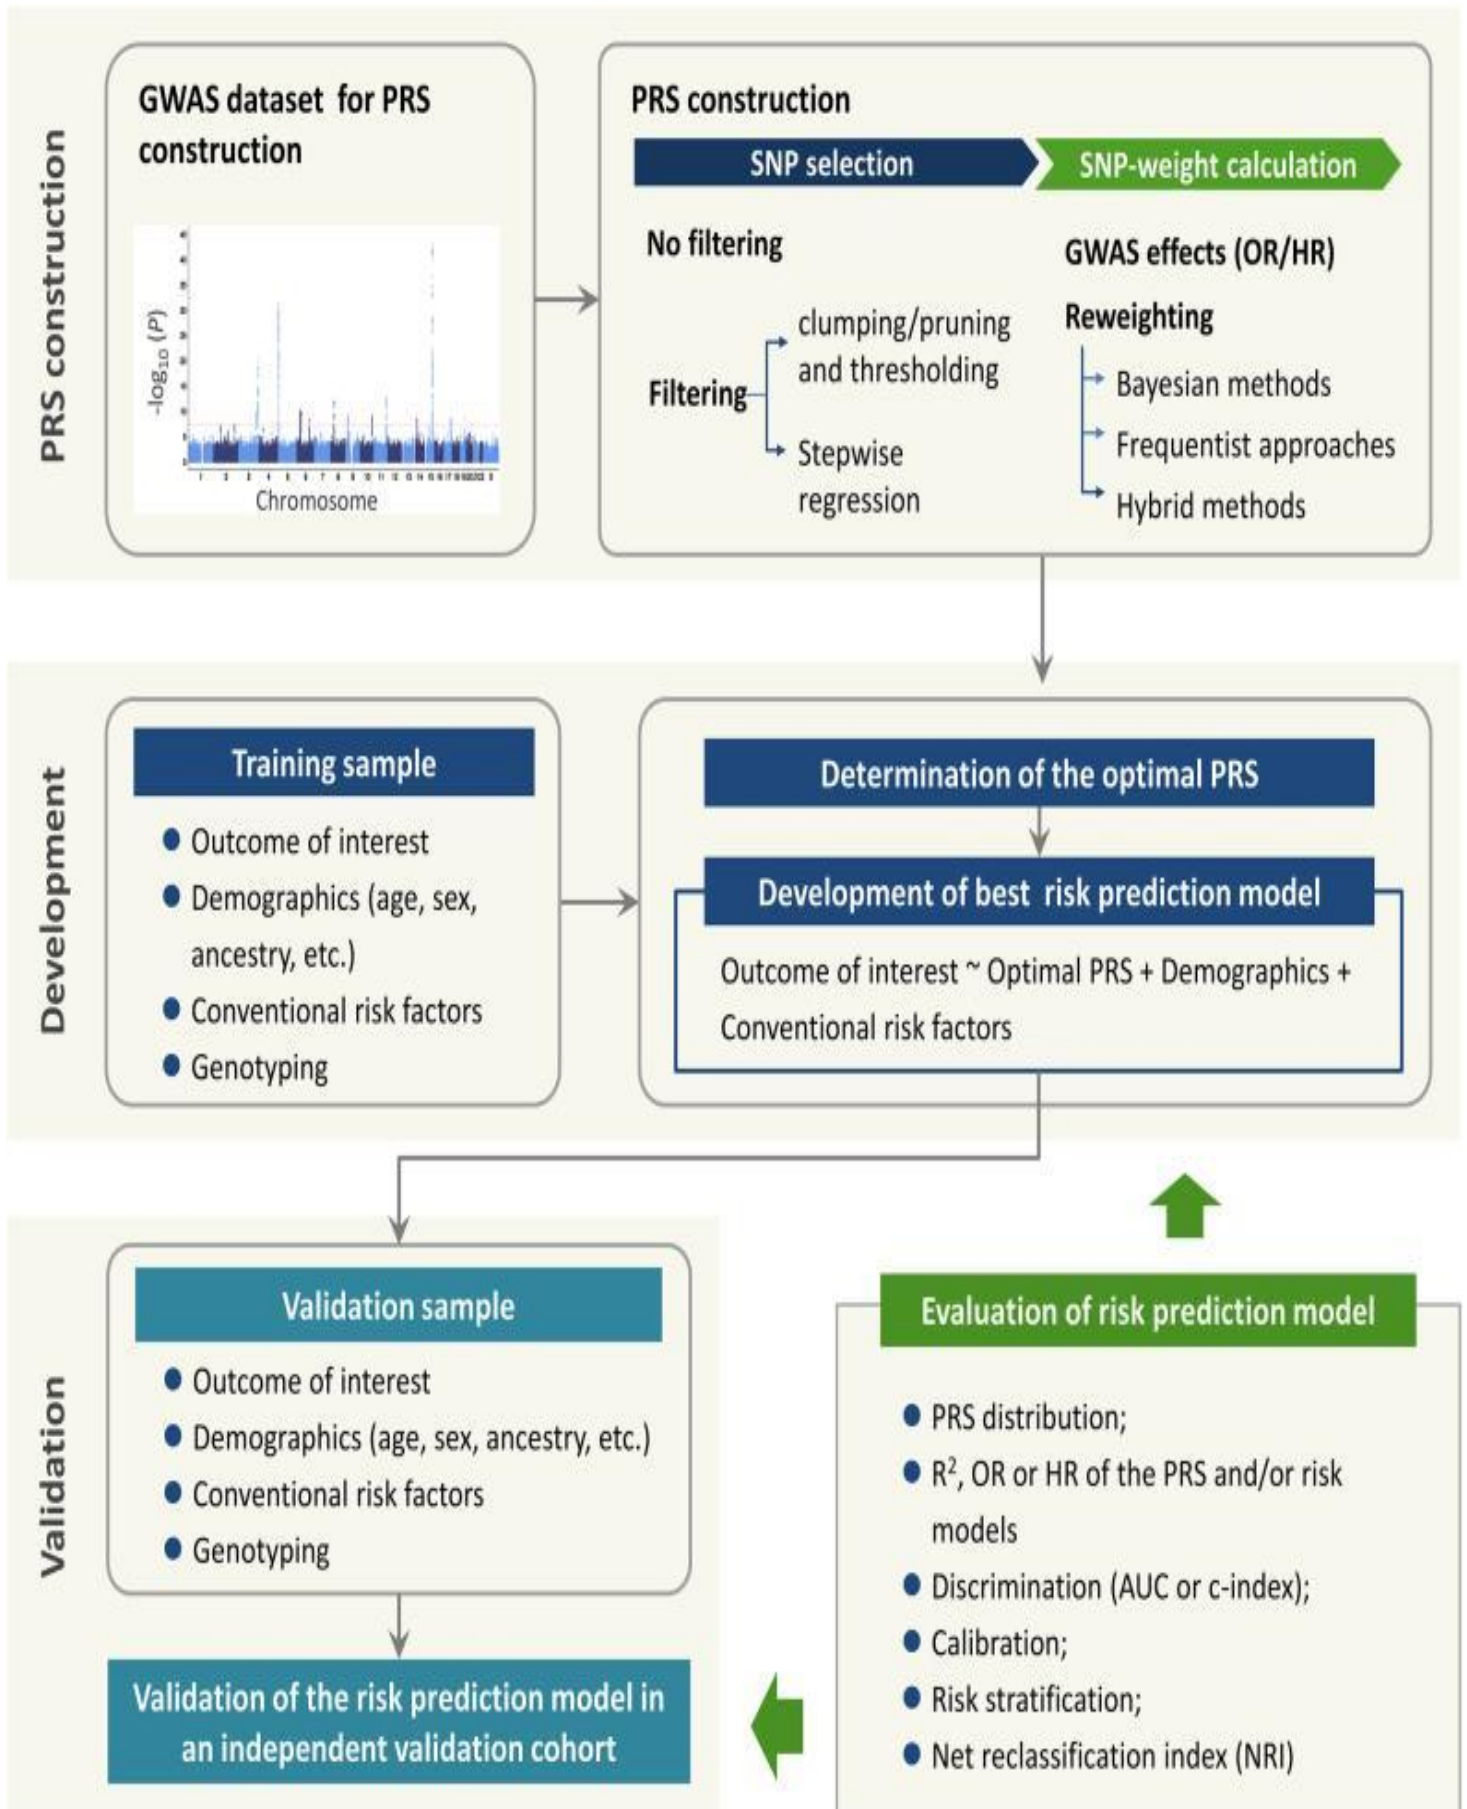 PRS construction
GWAS dataset for PRS
construction
-log10 (P)
Chromosome
PRS construction
SNP selection
SNP-weight calculation
No filtering
Filtering
clumping/pruning
and thresholding
Stepwise
regression
GWAS effects (OR/HR)
Reweighting
Bayesian methods
Frequentist approaches
Hybrid methods
Development
Training sample
Outcome of interest
Demographics (age, sex,
ancestry, etc.)
Conventional risk factors
Genotyping
Determination of the optimal PRS
Development of best risk prediction model
Outcome of interest ~ Optimal PRS + Demographics +
Conventional risk factors
Validation
Validation sample
Outcome of interest
Demographics (age, sex, ancestry, etc.)
Conventional risk factors
Genotyping
Validation of the risk prediction model in
an independent validation cohort
Evaluation of risk prediction model
PRS distribution;
R², OR or HR of the PRS and/or risk
models
Discrimination (AUC or c-index);
Calibration;
Risk stratification;
Net reclassification index (NRI)